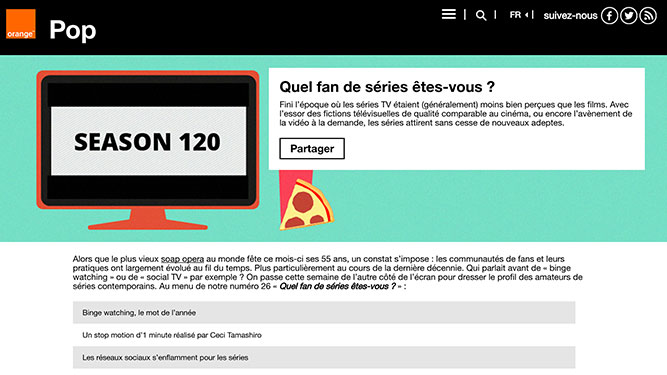 orange
Pop
FR
suivez-nous
SEASON 120
Quel fan de séries êtes-vous ?
Fini l’époque où les séries TV étaient (généralement) moins bien perçues que les films. Avec
l’essor des fictions télévisuelles de qualité comparable au cinéma, ou encore l’avènement de
la vidéo à la demande, les séries attirent sans cesse de nouveaux adeptes.
Partager
Alors que le plus vieux soap opera au monde fête ce mois-ci ses 55 ans, un constat s’impose : les communautés de fans et leurs
pratiques ont largement évolué au fil du temps. Plus particulièrement au cours de la dernière décennie. Qui parlait avant de « binge
watching » ou de « social TV » par exemple ? On passe cette semaine de l’autre côté de l’écran pour dresser le profil des amateurs de
séries contemporains. Au menu de notre numéro 26 « Quel fan de séries êtes-vous ? » :
Binge watching, le mot de l’année
Un stop motion d’1 minute réalisé par Ceci Tamashiro
Les réseaux sociaux s’enflamment pour les séries